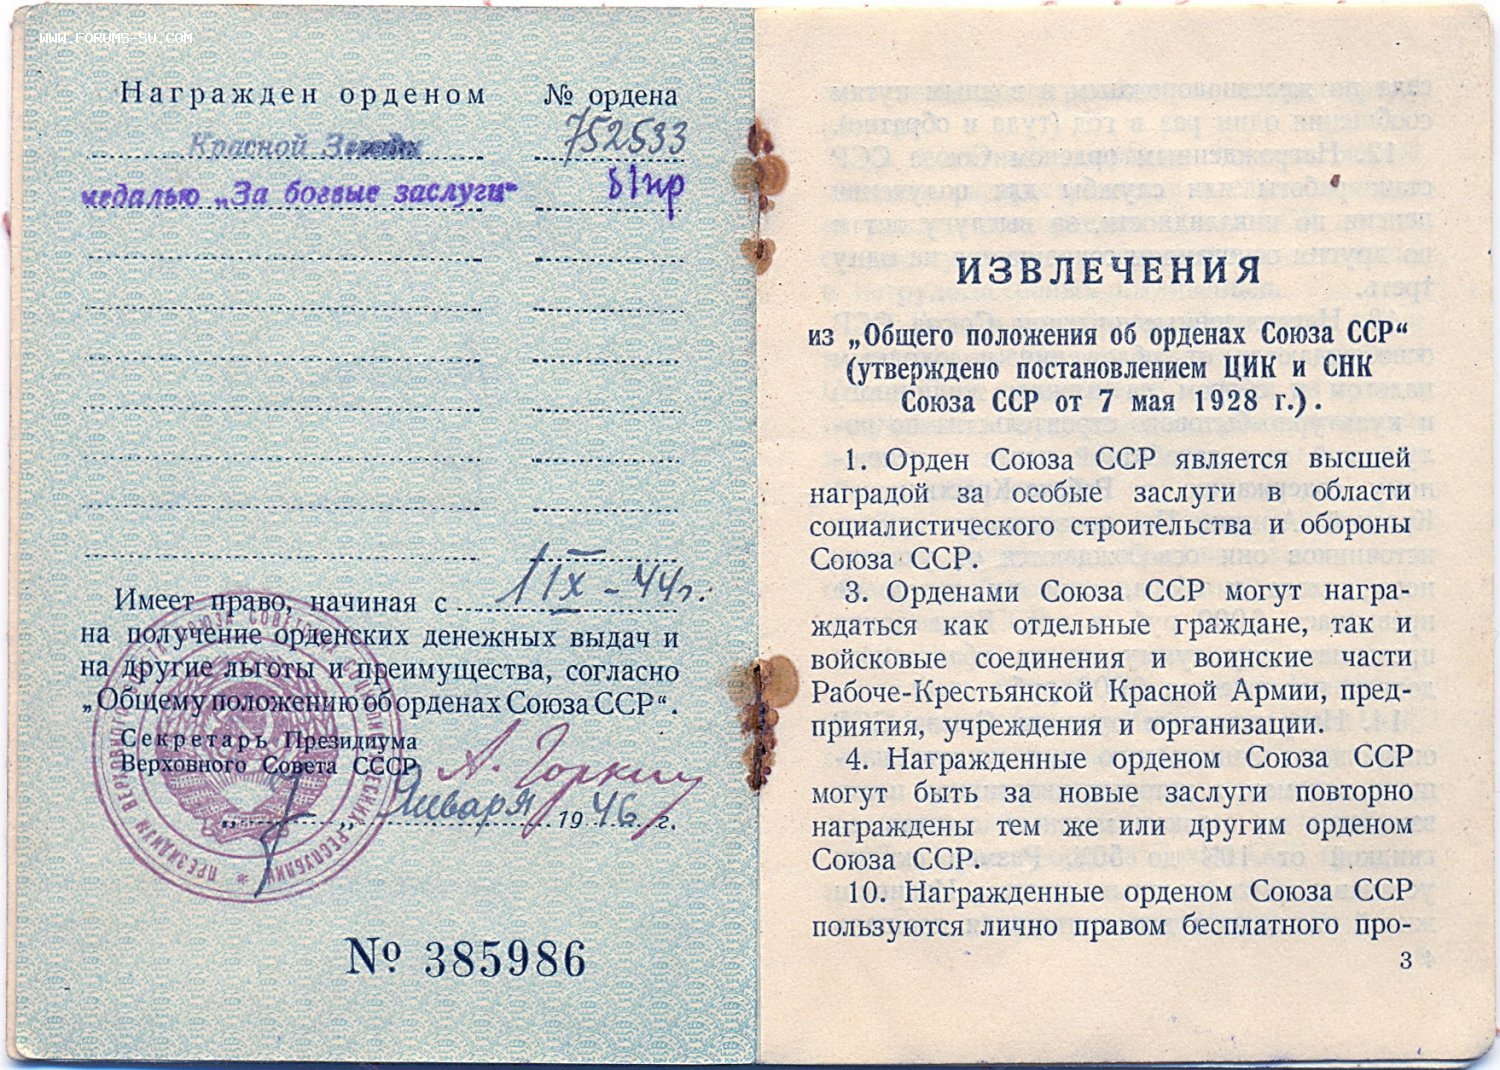 WWW.FORUMS-SU.COM
Награжден орденом № ордена
Красной Звезды 752533
медалью „За боевые заслуги“
Имеет право, начиная с 1 IX - 44 г.
на получение орденских денежных выдач и
на другие льготы и преимущества, согласно
„Общему положению об орденах Союза ССР“.
Секретарь Президиума
Верховного Совета СССР А. Горкин
„ 7 „ Января 1946 г.
№ 385986
ИЗВЛЕЧЕНИЯ
из „Общего положения об орденах Союза ССР“
(утверждено постановлением ЦИК и СНК
Союза ССР от 7 мая 1928 г.).
1. Орден Союза ССР является высшей
наградой за особые заслуги в области
социалистического строительства и обороны
Союза ССР.
3. Орденами Союза ССР могут награ-
ждаться как отдельные граждане, так и
войсковые соединения и воинские части
Рабоче-Крестьянской Красной Армии, пред-
приятия, учреждения и организации.
4. Награжденные орденом Союза ССР
могут быть за новые заслуги повторно
награждены тем же или другим орденом
Союза ССР.
10. Награжденные орденом Союза ССР
пользуются лично правом бесплатного про-
3